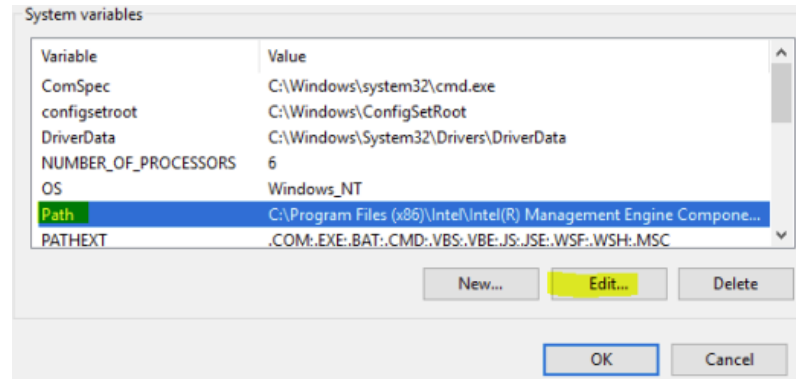 System variables
Variable Value
ComSpec C:\Windows\system32\cmd.exe
configsetroot C:\Windows\ConfigSetRoot
DriverData C:\Windows\System32\Drivers\DriverData
NUMBER_OF_PROCESSORS 6
OS Windows_NT
Path C:\Program Files (x86)\Intel\Intel(R) Management Engine Compone...
PATHEXT .COM;.EXE;.BAT;.CMD;.VBS;.VBE;.JS;.JSE;.WSF;.WSH;.MSC
New... Edit... Delete
OK Cancel